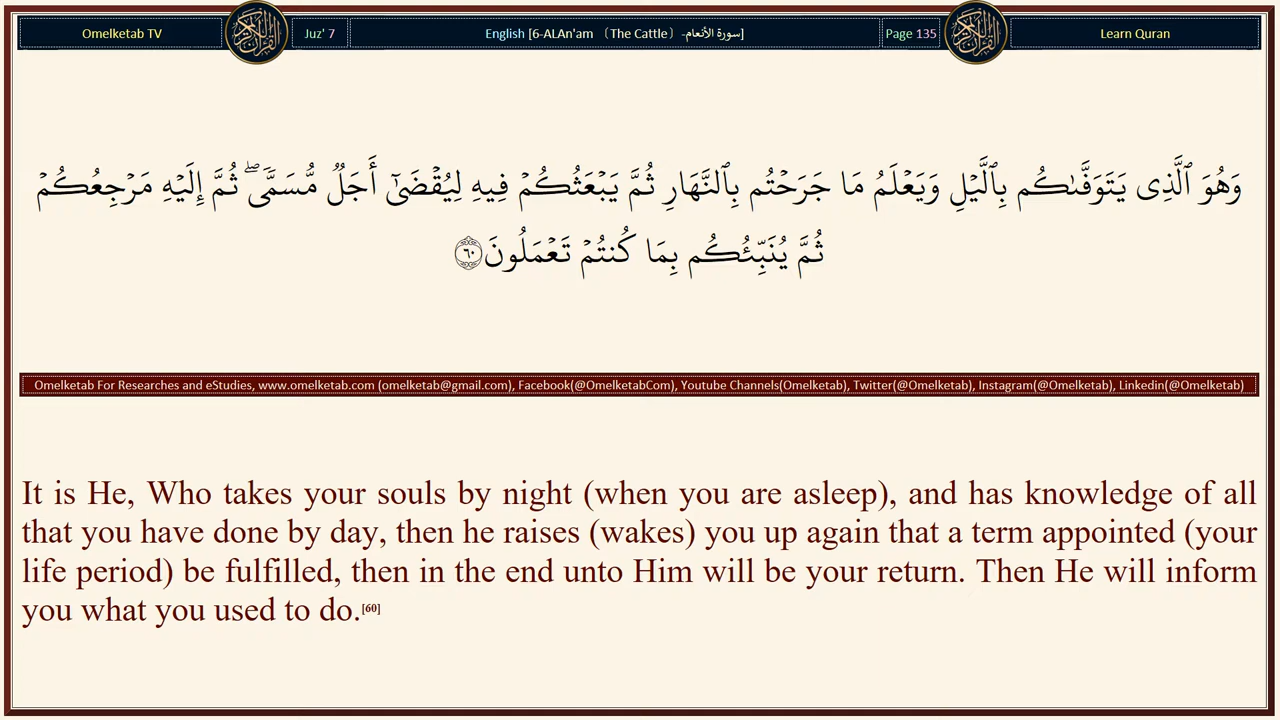 Omelketab TV
Juz' 7
English [6-ALAn'am (The Cattle) -سورة الأنعام]
Page 135
Learn Quran
وَهُوَ ٱلَّذِى يَتَوَفَّىٰكُم بِٱلَّيْلِ وَيَعْلَمُ مَا جَرَحْتُم بِٱلنَّهَارِ ثُمَّ يَبْعَثُكُمْ فِيهِ لِيُقْضَىٰٓ أَجَلٌ مُّسَمًّى ۖ ثُمَّ إِلَيْهِ مَرْجِعُكُمْ
ثُمَّ يُنَبِّئُكُم بِمَا كُنتُمْ تَعْمَلُونَ ٦٠
Omelketab For Researches and eStudies, www.omelketab.com (omelketab@gmail.com), Facebook(@OmelketabCom), Youtube Channels(Omelketab), Twitter(@Omelketab), Instagram(@Omelketab), Linkedin(@Omelketab)
It is He, Who takes your souls by night (when you are asleep), and has knowledge of all
that you have done by day, then he raises (wakes) you up again that a term appointed (your
life period) be fulfilled, then in the end unto Him will be your return. Then He will inform
you what you used to do.[60]